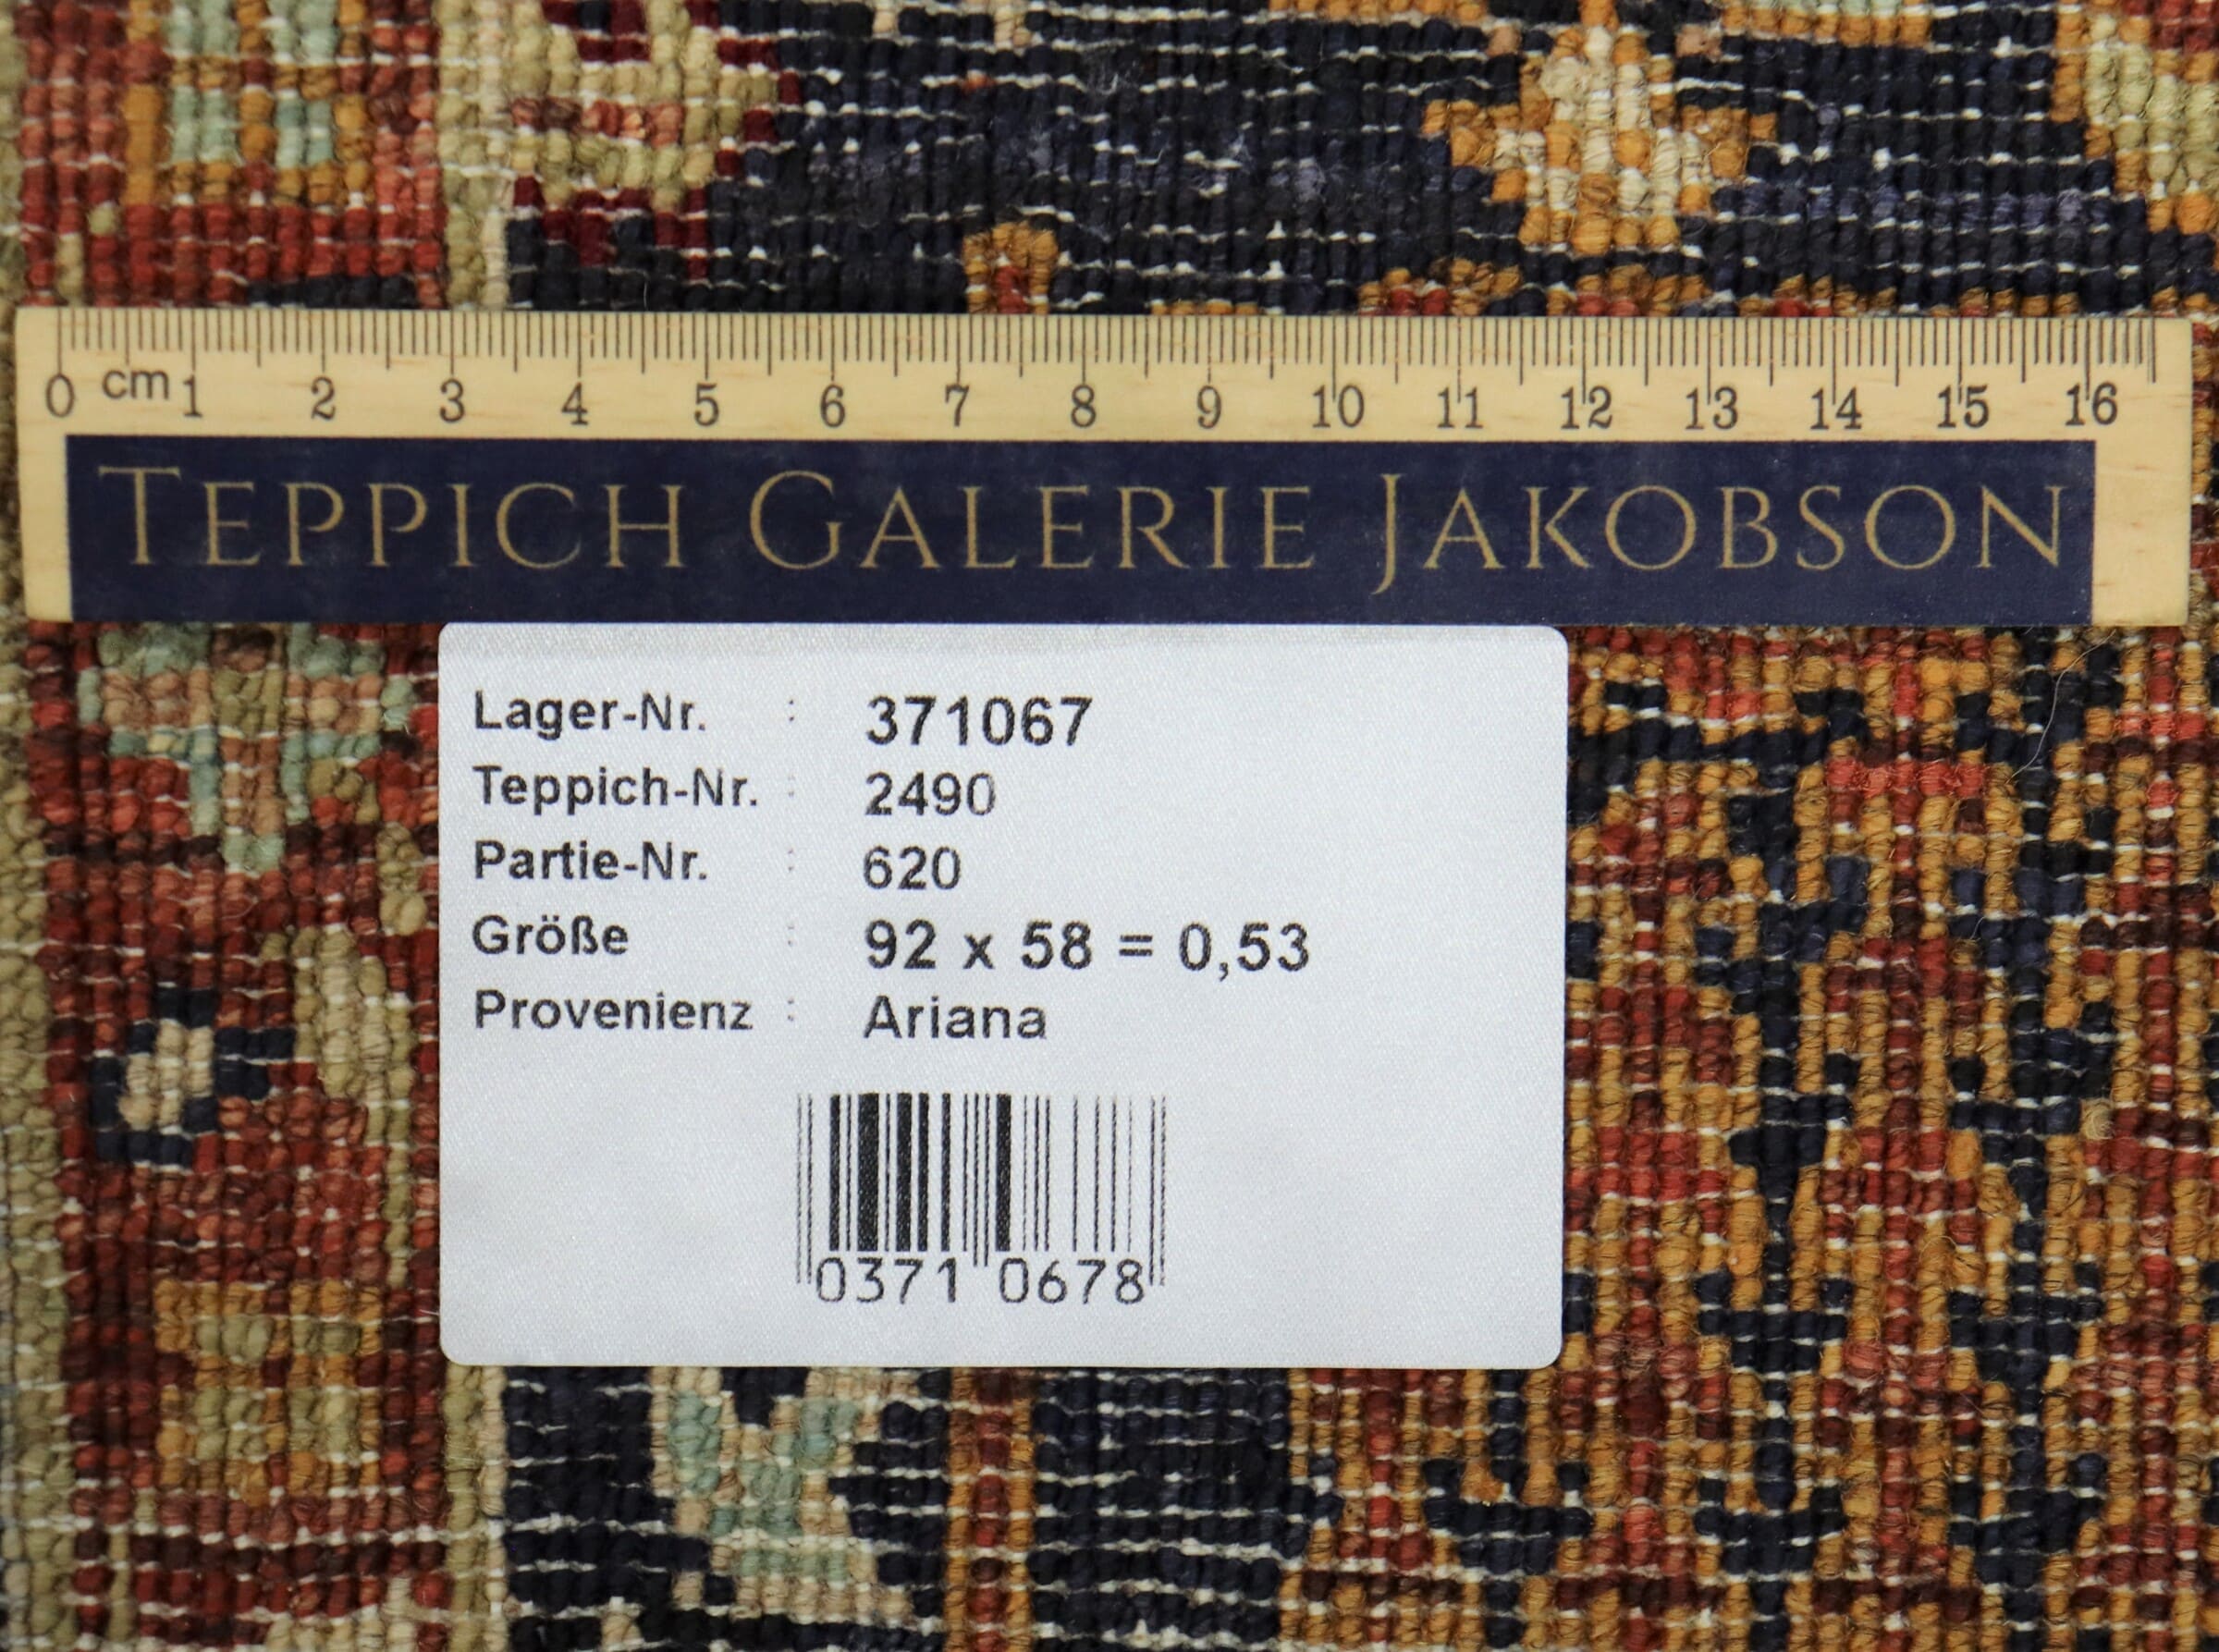 0 cm 1 2 3 4 5 6 7 8 9 10 11 12 13 14 15 16
TEPPICH GALERIE JAKOBSON
Lager-Nr. : 371067
Teppich-Nr. : 2490
Partie-Nr. : 620
Größe : 92 x 58 = 0,53
Provenienz : Ariana
0371 0678